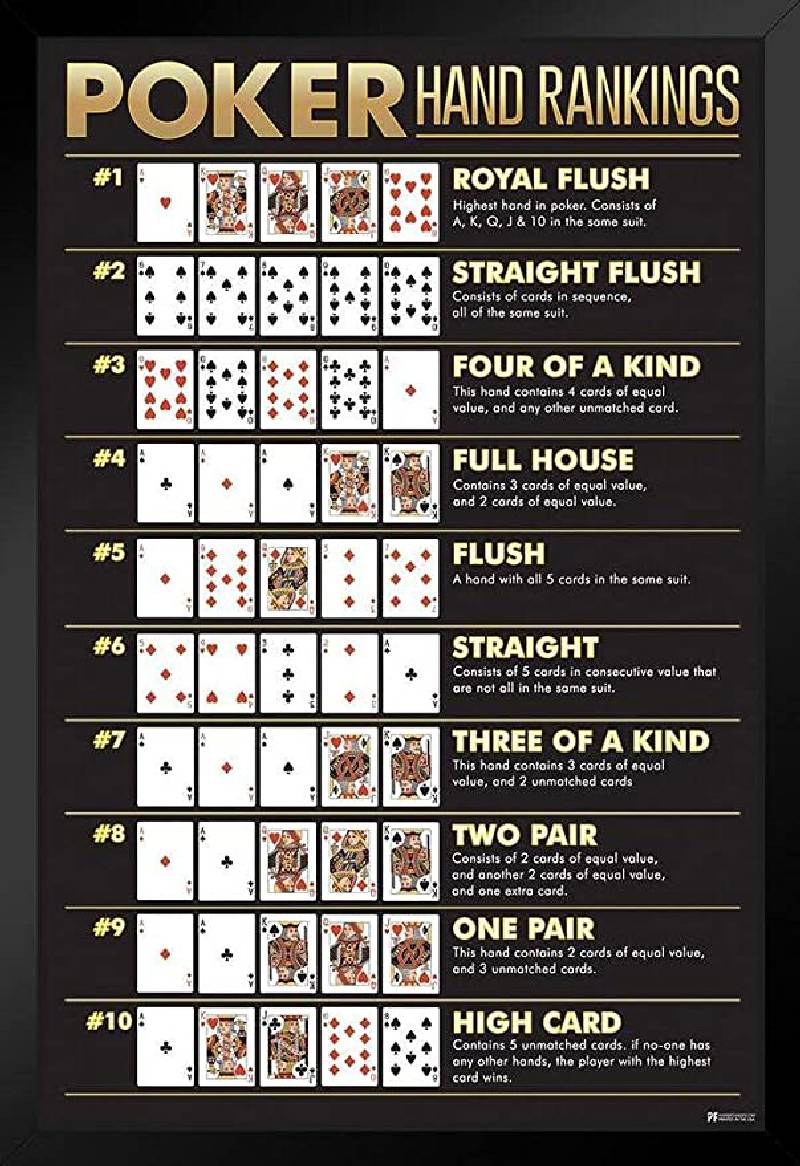 POKER HAND RANKINGS
#1
ROYAL FLUSH
Highest hand in poker. Consists of
A, K, Q, J & 10 in the same suit.
#2
STRAIGHT FLUSH
Consists of cards in sequence,
all of the same suit.
#3
FOUR OF A KIND
This hand contains 4 cards of equal
value, and any other unmatched card.
#4
FULL HOUSE
Contains 3 cards of equal value,
and 2 cards of equal value.
#5
FLUSH
A hand with all 5 cards in the same suit.
#6
STRAIGHT
Consists of 5 cards in consecutive value that
are not all in the same suit.
#7
THREE OF A KIND
This hand contains 3 cards of equal
value, and 2 unmatched cards
#8
TWO PAIR
Consists of 2 cards of equal value,
and another 2 cards of equal value,
and one extra card.
#9
ONE PAIR
This hand contains 2 cards of equal value,
and 3 unmatched cards.
#10
HIGH CARD
Contains 5 unmatched cards. if no-one has
any other hands, the player with the highest
card wins.
PF